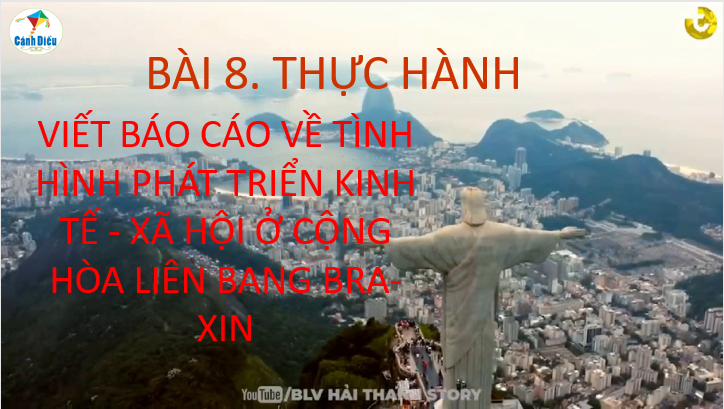 Cánh Diều
BÀI 8. THỰC HÀNH
VIẾT BÁO CÁO VỀ TÌNH
HÌNH PHÁT TRIỂN KINH
TẾ - XÃ HỘI Ở CỘNG
HÒA LIÊN BANG BRA-
XIN
YouTube/BLV HẢI THANH STORY